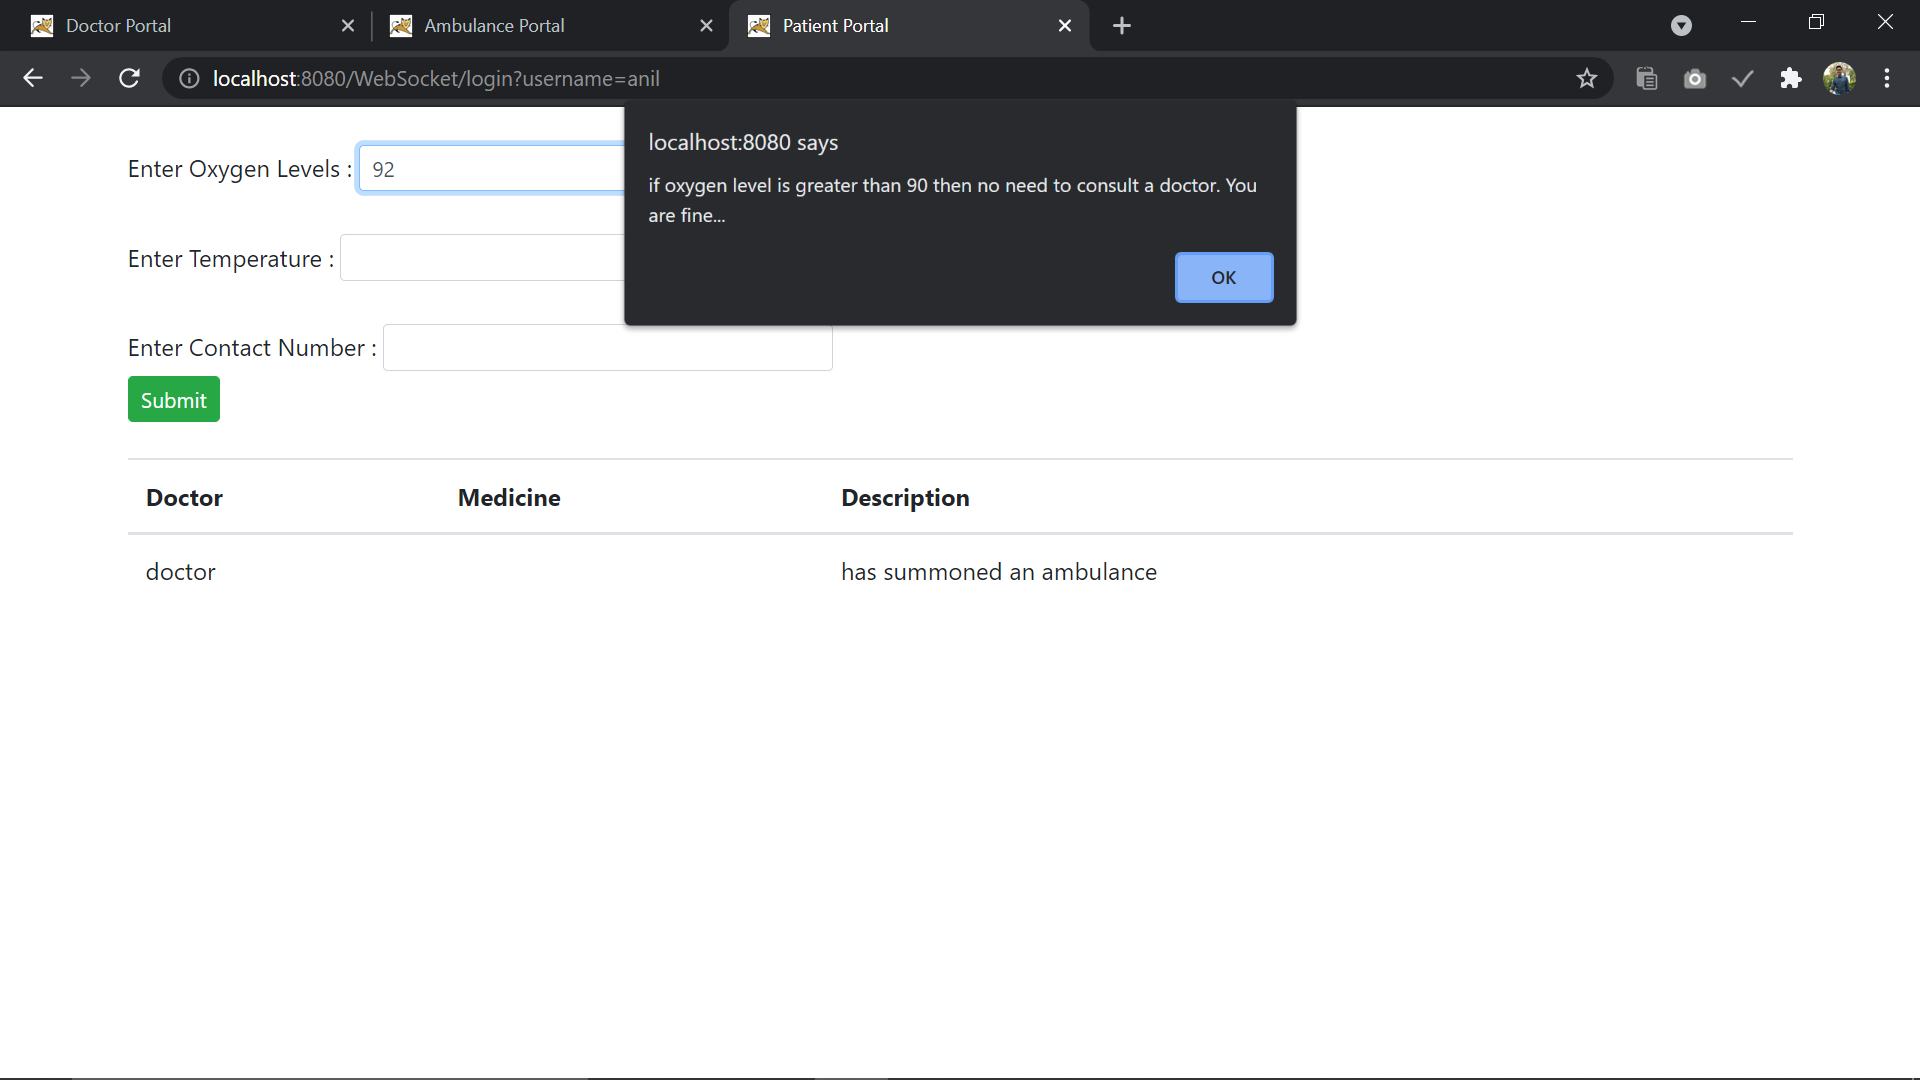 Doctor Portal
Ambulance Portal
Patient Portal
localhost:8080/WebSocket/login?username=anil
localhost:8080 says
if oxygen level is greater than 90 then no need to consult a doctor. You
are fine...
OK
Enter Oxygen Levels : 92
Enter Temperature :
Enter Contact Number :
Submit
Doctor Medicine Description
doctor has summoned an ambulance